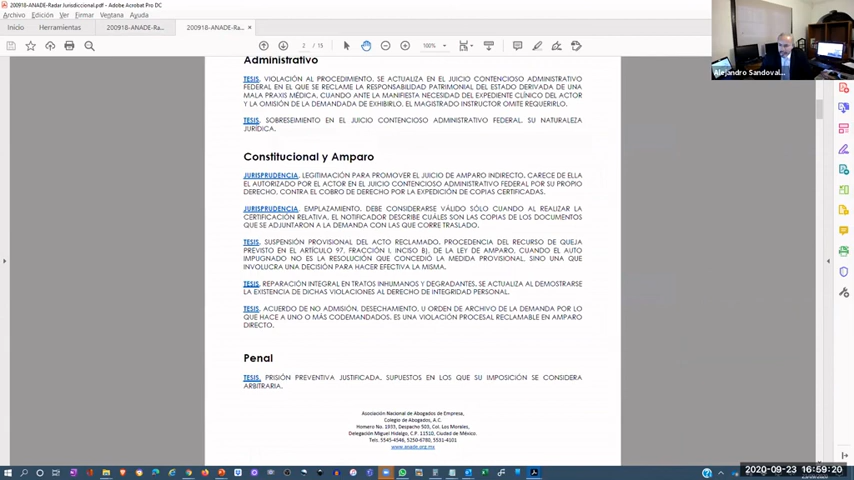 200918-ANADE-Radar Jurisdiccional.pdf - Adobe Acrobat Pro DC
Archivo Edición Ver Firmar Ventana Ayuda
Inicio Herramientas 200918-ANADE-Ra... 200918-ANADE-Ra... ×
2 / 15 100%
Alejandro Sandoval...
Administrativo
TESIS. VIOLACIÓN AL PROCEDIMIENTO. SE ACTUALIZA EN EL JUICIO CONTENCIOSO ADMINISTRATIVO
FEDERAL EN EL QUE SE RECLAME LA RESPONSABILIDAD PATRIMONIAL DEL ESTADO DERIVADA DE UNA
MALA PRAXIS MÉDICA, CUANDO ANTE LA MANIFIESTA NECESIDAD DEL EXPEDIENTE CLÍNICO DEL ACTOR
Y LA OMISIÓN DE LA DEMANDADA DE EXHIBIRLO, EL MAGISTRADO INSTRUCTOR OMITE REQUERIRLO.
TESIS. SOBRESEIMIENTO EN EL JUICIO CONTENCIOSO ADMINISTRATIVO FEDERAL. SU NATURALEZA
JURÍDICA.
Constitucional y Amparo
JURISPRUDENCIA. LEGITIMACIÓN PARA PROMOVER EL JUICIO DE AMPARO INDIRECTO. CARECE DE ELLA
EL AUTORIZADO POR EL ACTOR EN EL JUICIO CONTENCIOSO ADMINISTRATIVO FEDERAL POR SU PROPIO
DERECHO, CONTRA EL COBRO DE DERECHO POR LA EXPEDICIÓN DE COPIAS CERTIFICADAS.
JURISPRUDENCIA. EMPLAZAMIENTO. DEBE CONSIDERARSE VÁLIDO SÓLO CUANDO AL REALIZAR LA
CERTIFICACIÓN RELATIVA, EL NOTIFICADOR DESCRIBE CUÁLES SON LAS COPIAS DE LOS DOCUMENTOS
QUE SE ADJUNTARON A LA DEMANDA CON LAS QUE CORRE TRASLADO.
TESIS. SUSPENSIÓN PROVISIONAL DEL ACTO RECLAMADO. PROCEDENCIA DEL RECURSO DE QUEJA
PREVISTO EN EL ARTÍCULO 97, FRACCIÓN I, INCISO B), DE LA LEY DE AMPARO, CUANDO EL AUTO
IMPUGNADO NO ES LA RESOLUCIÓN QUE CONCEDIÓ LA MEDIDA PROVISIONAL, SINO UNA QUE
INVOLUCRA UNA DECISIÓN PARA HACER EFECTIVA LA MISMA.
TESIS. REPARACIÓN INTEGRAL EN TRATOS INHUMANOS Y DEGRADANTES. SE ACTUALIZA AL DEMOSTRARSE
LA EXISTENCIA DE DICHAS VIOLACIONES AL DERECHO DE INTEGRIDAD PERSONAL.
TESIS. ACUERDO DE NO ADMISIÓN, DESECHAMIENTO, U ORDEN DE ARCHIVO DE LA DEMANDA POR LO
QUE HACE A UNO O MÁS CODEMANDADOS. ES UNA VIOLACIÓN PROCESAL RECLAMABLE EN AMPARO
DIRECTO.
Penal
TESIS. PRISIÓN PREVENTIVA JUSTIFICADA. SUPUESTOS EN LOS QUE SU IMPOSICIÓN SE CONSIDERA
ARBITRARIA.
Asociación Nacional de Abogados de Empresa,
Colegio de Abogados, A.C.
Homero No. 1933, Despacho 503, Col. Los Morales,
Delegación Miguel Hidalgo, C.P. 11510, Ciudad de México.
Tels. 5545-4546, 5250-6780, 5531-4101
www.anade.org.mx
2020-09-23 16:59:20